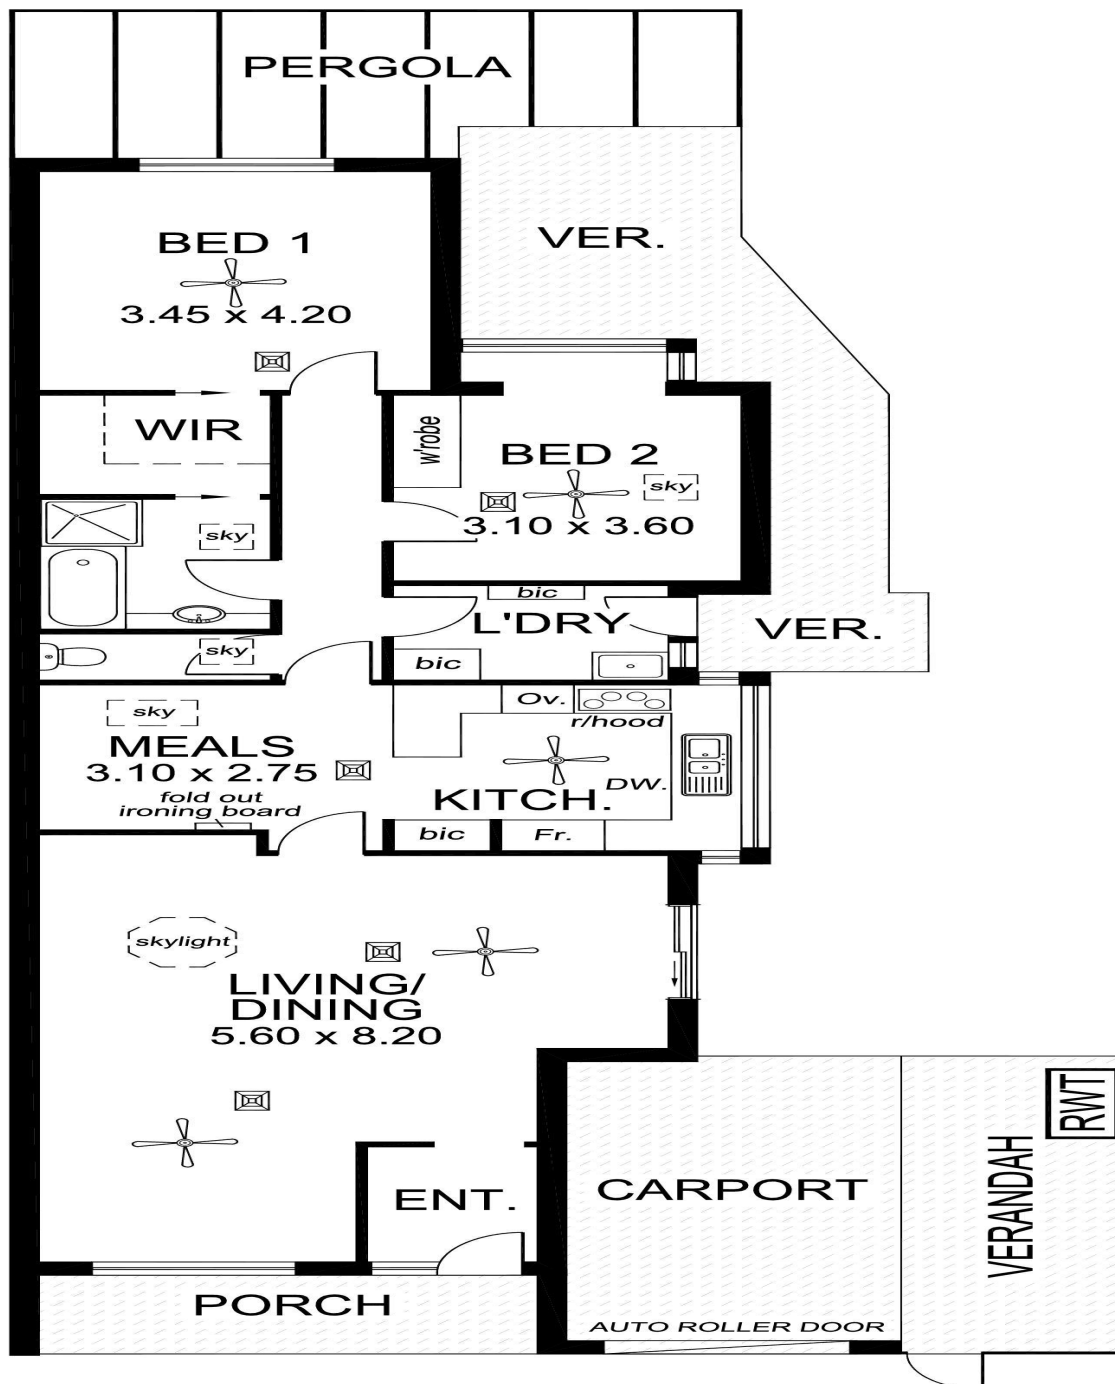 PERGOLA
BED 1
3.45 x 4.20
VER.
WIR
w'robe
BED 2
sky
3.10 x 3.60
sky
bic
L'DRY
VER.
sky
bic
sky
MEALS
3.10 x 2.75
fold out
ironing board
Ov.
r/hood
DW.
KITCH.
bic
Fr.
skylight
LIVING/
DINING
5.60 x 8.20
ENT.
CARPORT
VERANDAH
RWT
PORCH
AUTO ROLLER DOOR